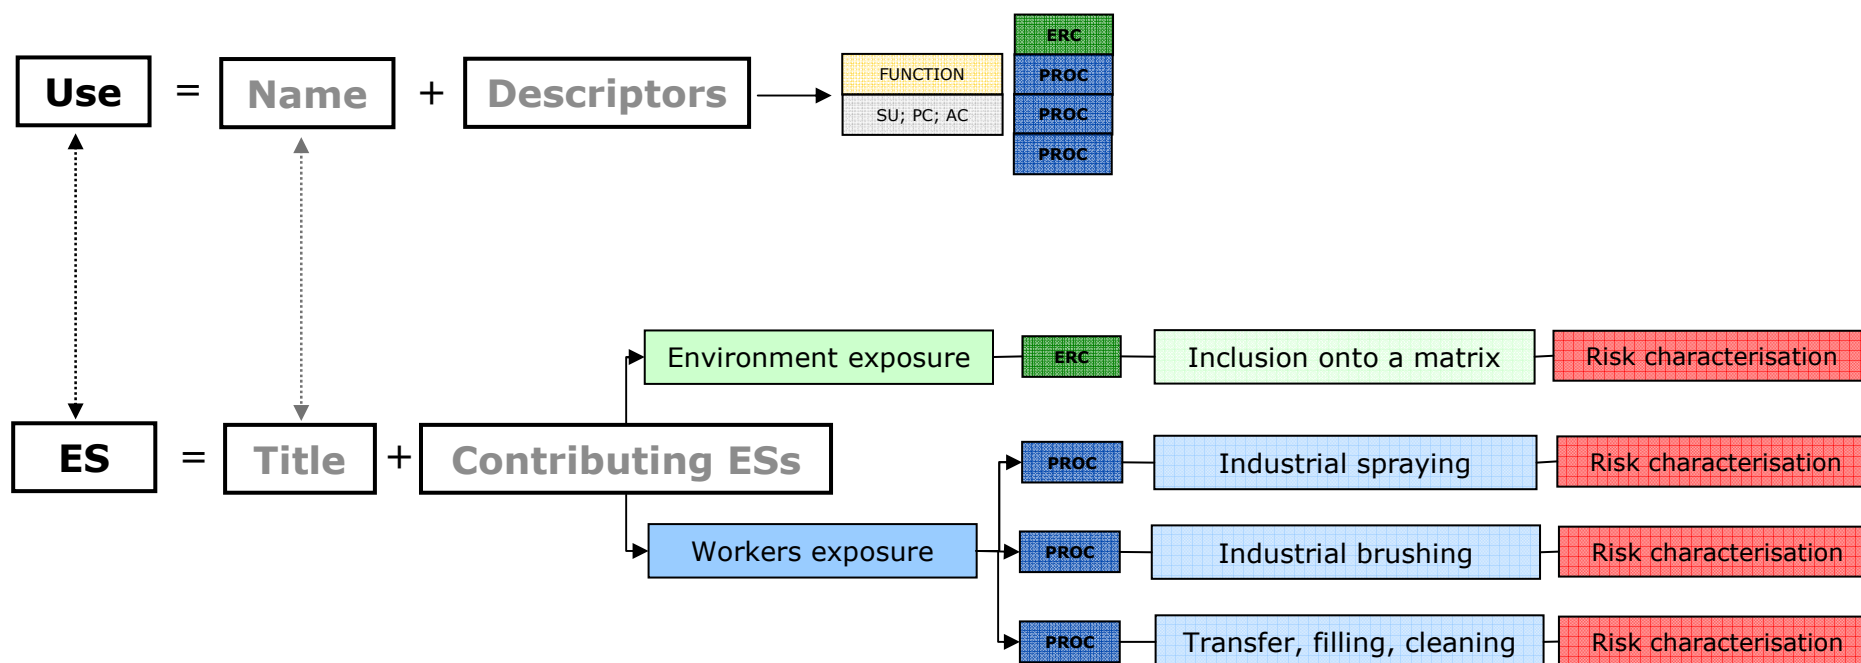 ERC
Use = Name + Descriptors
FUNCTION
PROC
SU; PC; AC
PROC
PROC
Environment exposure
ERC
Inclusion onto a matrix
Risk characterisation
ES = Title + Contributing ESs
PROC
Industrial spraying
Risk characterisation
Workers exposure
PROC
Industrial brushing
Risk characterisation
PROC
Transfer, filling, cleaning
Risk characterisation